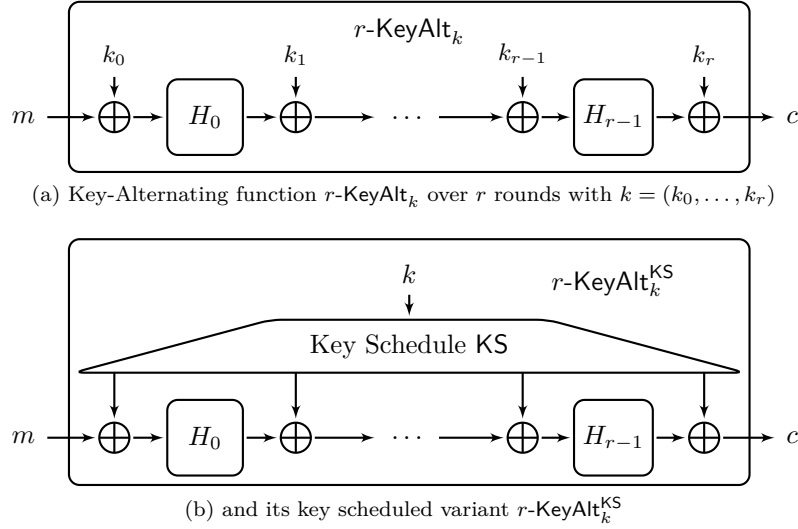 r-KeyAlt_k
k_0 k_1 k_{r−1} k_r
m H_0 ··· H_{r−1} c
(a) Key-Alternating function r-KeyAlt_k over r rounds with k = (k_0, . . . , k_r)
r-KeyAlt_k^KS
k
Key Schedule KS
m H_0 ··· H_{r−1} c
(b) and its key scheduled variant r-KeyAlt_k^KS